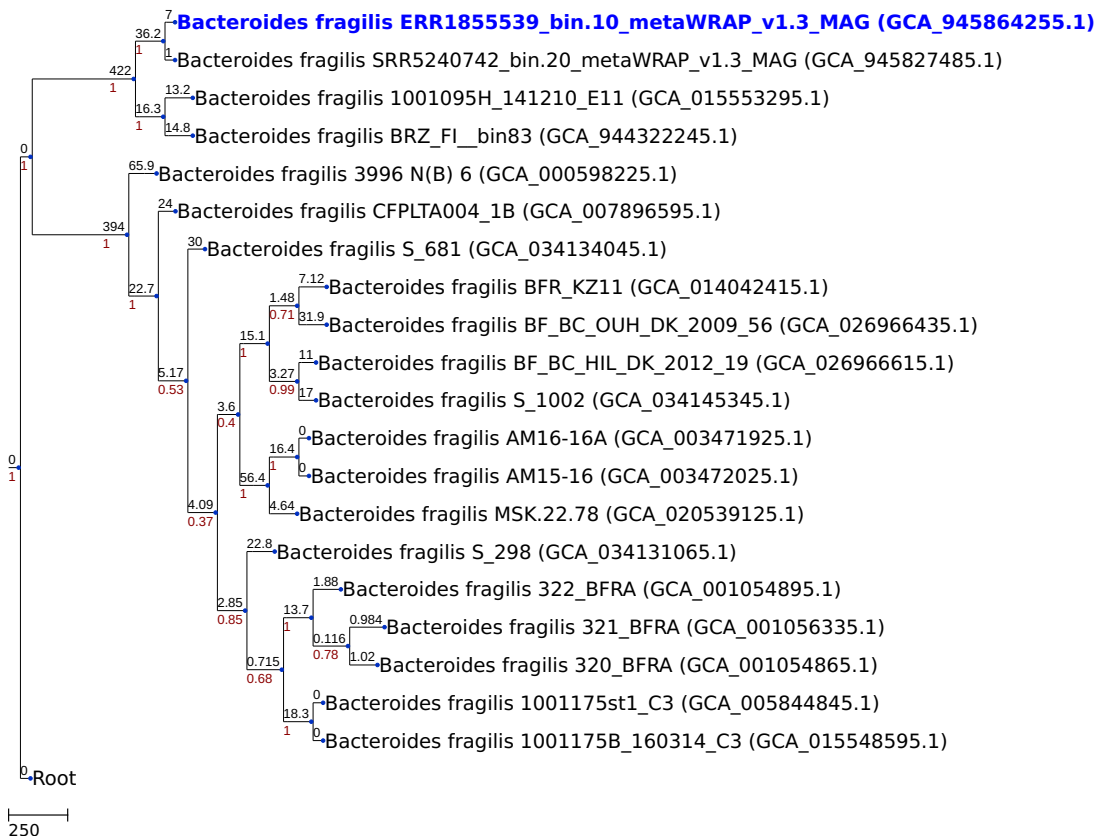 7
Bacteroides fragilis ERR1855539_bin.10_metaWRAP_v1.3_MAG (GCA_945864255.1)
36.2
1
1
Bacteroides fragilis SRR5240742_bin.20_metaWRAP_v1.3_MAG (GCA_945827485.1)
422
1
13.2
Bacteroides fragilis 1001095H_141210_E11 (GCA_015553295.1)
16.3
1
14.8
Bacteroides fragilis BRZ_FI__bin83 (GCA_944322245.1)
0
1
65.9
Bacteroides fragilis 3996 N(B) 6 (GCA_000598225.1)
24
Bacteroides fragilis CFPLTA004_1B (GCA_007896595.1)
394
1
30
Bacteroides fragilis S_681 (GCA_034134045.1)
22.7
1
7.12
Bacteroides fragilis BFR_KZ11 (GCA_014042415.1)
1.48
0.71
31.9
Bacteroides fragilis BF_BC_OUH_DK_2009_56 (GCA_026966435.1)
15.1
1
11
Bacteroides fragilis BF_BC_HIL_DK_2012_19 (GCA_026966615.1)
5.17
0.53
3.27
0.99
17
Bacteroides fragilis S_1002 (GCA_034145345.1)
3.6
0.4
0
Bacteroides fragilis AM16-16A (GCA_003471925.1)
16.4
1
0
1
0
Bacteroides fragilis AM15-16 (GCA_003472025.1)
56.4
1
4.64
Bacteroides fragilis MSK.22.78 (GCA_020539125.1)
4.09
0.37
22.8
Bacteroides fragilis S_298 (GCA_034131065.1)
1.88
Bacteroides fragilis 322_BFRA (GCA_001054895.1)
2.85
0.85
13.7
1
0.984
Bacteroides fragilis 321_BFRA (GCA_001056335.1)
0.116
0.78
1.02
Bacteroides fragilis 320_BFRA (GCA_001054865.1)
0.715
0.68
0
Bacteroides fragilis 1001175st1_C3 (GCA_005844845.1)
18.3
1
0
Bacteroides fragilis 1001175B_160314_C3 (GCA_015548595.1)
0
Root
250